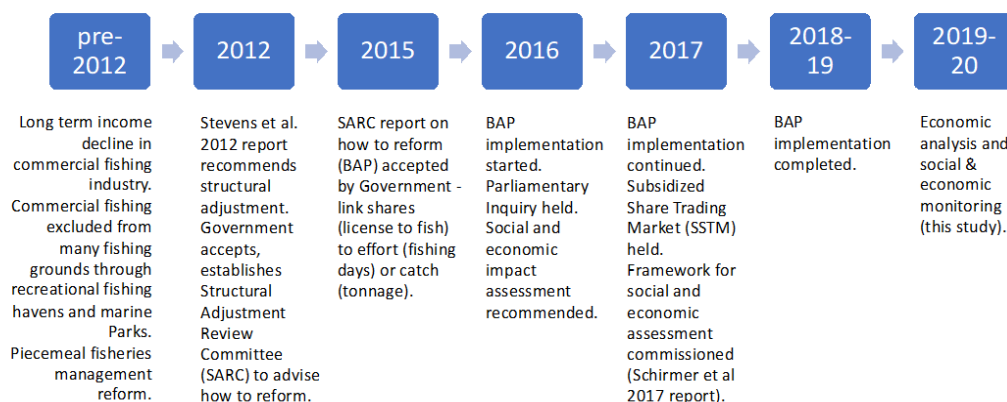 pre-
2012
Long term income
decline in
commercial fishing
industry.
Commercial fishing
excluded from
many fishing
grounds through
recreational fishing
havens and marine
Parks.
Piecemeal fisheries
management
reform.
2012
Stevens et al.
2012 report
recommends
structural
adjustment.
Government
accepts,
establishes
Structural
Adjustment
Review
Committee
(SARC) to advise
how to reform.
2015
SARC report on
how to reform
(BAP) accepted
by Government -
link shares
(license to fish)
to effort (fishing
days) or catch
(tonnage).
2016
BAP
implementation
started.
Parliamentary
Inquiry held.
Social and
economic
impact
assessment
recommended.
2017
BAP
implementation
continued.
Subsidized
Share Trading
Market (SSTM)
held.
Framework for
social and
economic
assessment
commissioned
(Schirmer et al
2017 report).
2018-
19
BAP
implementation
completed.
2019-
20
Economic
analysis and
social &
economic
monitoring
(this study).